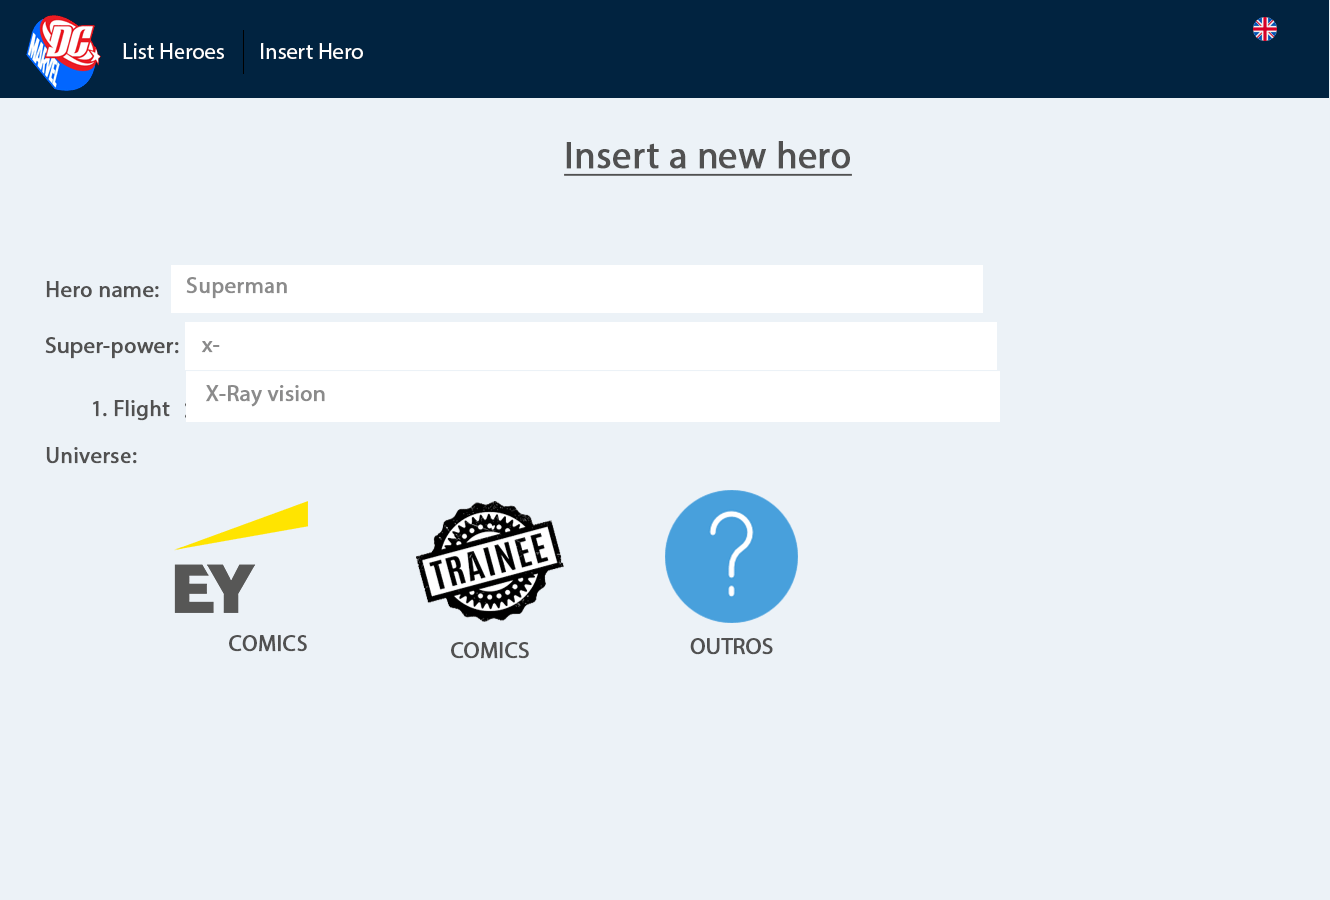 DC
MARVEL
List Heroes
Insert Hero
Insert a new hero
Hero name:
Superman
Super-power:
x-
X-Ray vision
1. Flight
Universe:
EY
COMICS
TRAINEE
COMICS
?
OUTROS